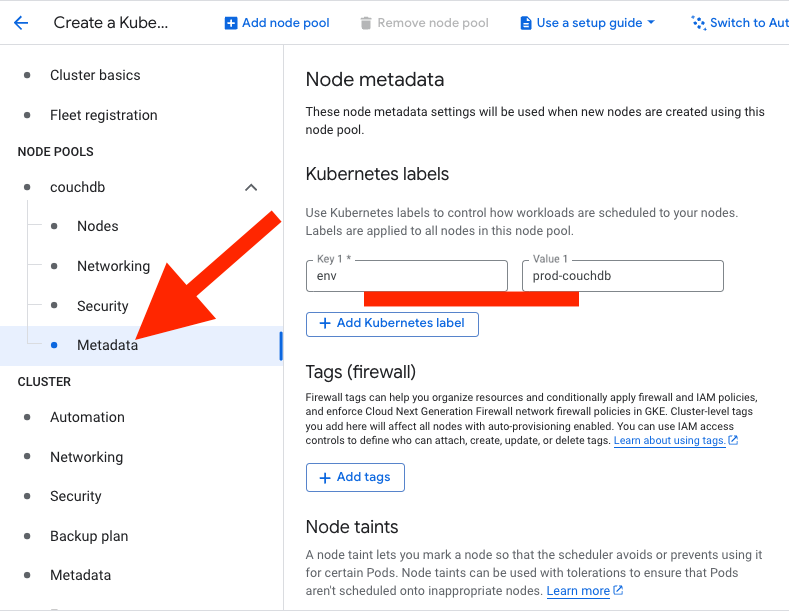 Create a Kube...
Add node pool
Remove node pool
Use a setup guide
Switch to Aut
Cluster basics
Fleet registration
NODE POOLS
couchdb
Nodes
Networking
Security
Metadata
CLUSTER
Automation
Networking
Security
Backup plan
Metadata
Node metadata
These node metadata settings will be used when new nodes are created using this
node pool.
Kubernetes labels
Use Kubernetes labels to control how workloads are scheduled to your nodes.
Labels are applied to all nodes in this node pool.
Key 1 *
env
Value 1
prod-couchdb
Add Kubernetes label
Tags (firewall)
Firewall tags can help you organize resources and conditionally apply firewall and IAM policies,
and enforce Cloud Next Generation Firewall network firewall policies in GKE. Cluster-level tags
you add here will affect all nodes with auto-provisioning enabled. You can use IAM access
controls to define who can attach, create, update, or delete tags. Learn about using tags.
Add tags
Node taints
A node taint lets you mark a node so that the scheduler avoids or prevents using it
for certain Pods. Node taints can be used with tolerations to ensure that Pods
aren't scheduled onto inappropriate nodes. Learn more